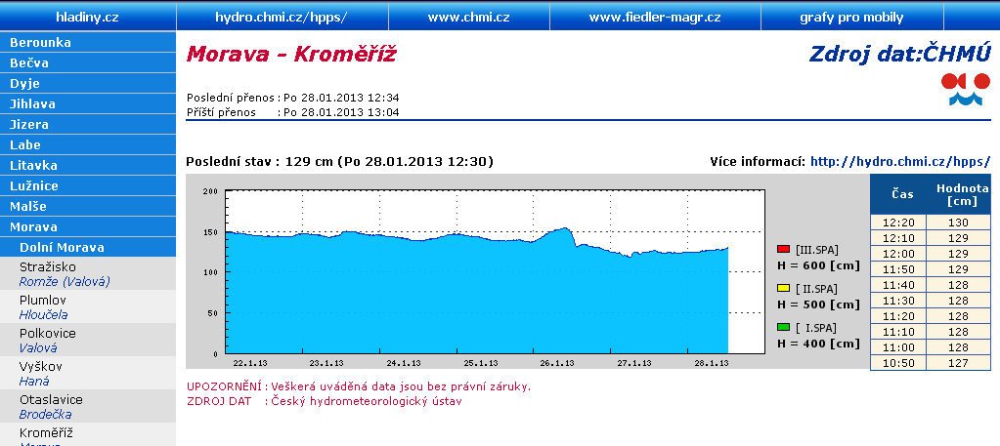 hladiny.cz hydro.chmi.cz/hpps/ www.chmi.cz www.fiedler-magr.cz grafy pro mobily
Berounka
Bečva
Dyje
Jihlava
Jizera
Labe
Litavka
Lužnice
Malše
Morava
Dolní Morava
Stražisko
Romže (Valová)
Plumlov
Hloučela
Polkovice
Valová
Vyškov
Haná
Otaslavice
Brodečka
Kroměříž
Morava
Morava - Kroměříž
Zdroj dat:ČHMÚ
Poslední přenos : Po 28.01.2013 12:34
Příští přenos : Po 28.01.2013 13:04
Poslední stav : 129 cm (Po 28.01.2013 12:30)
Více informací: http://hydro.chmi.cz/hpps/
200
150
100
50
0
22.1.13 23.1.13 24.1.13 25.1.13 26.1.13 27.1.13 28.1.13
[III.SPA]
H = 600 [cm]
[ II.SPA]
H = 500 [cm]
[ I.SPA]
H = 400 [cm]
Čas Hodnota
[cm]
12:20 130
12:10 129
12:00 129
11:50 129
11:40 128
11:30 128
11:20 128
11:10 128
11:00 128
10:50 127
UPOZORNĚNÍ : Veškerá uváděná data jsou bez právní záruky.
ZDROJ DAT : Český hydrometeorologický ústav